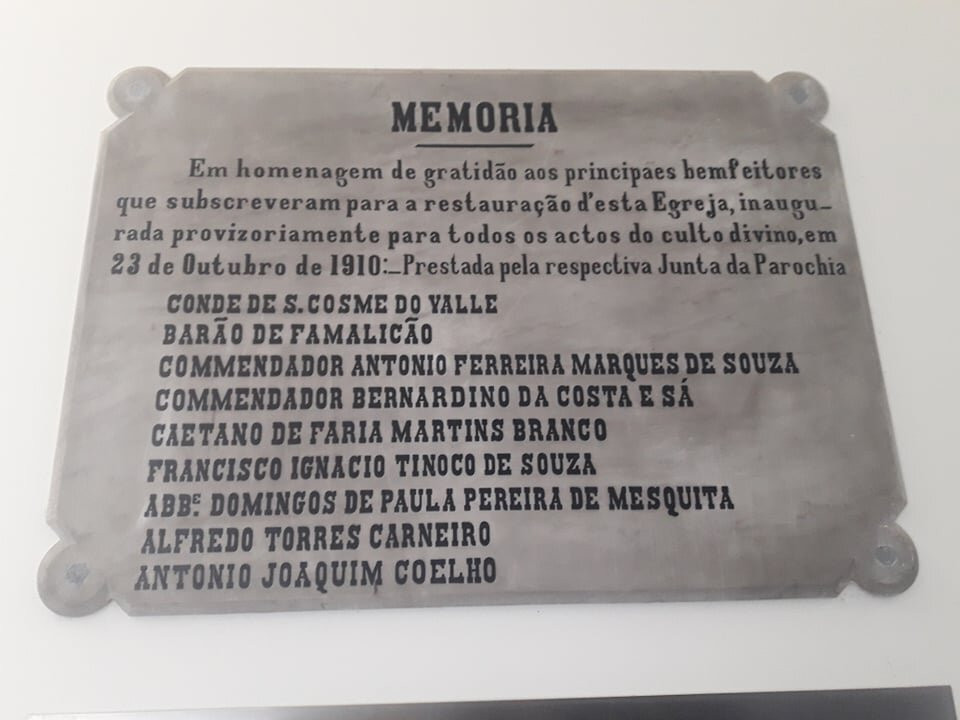 MEMORIA
Em homenagem de gratidão aos principães bemfeitores
que subscreveram para a restauração d'esta Egreja, inaugu-
rada provizoriamente para todos os actos do culto divino, em
23 de Outubro de 1910:_Prestada pela respectiva Junta da Parochia
CONDE DE S. COSME DO VALLE
BARÃO DE FAMALICÃO
COMMENDADOR ANTONIO FERREIRA MARQUES DE SOUZA
COMMENDADOR BERNARDINO DA COSTA E SÁ
CAETANO DE FARIA MARTINS BRANCO
FRANCISCO IGNACIO TINOCO DE SOUZA
ABBE. DOMINGOS DE PAULA PEREIRA DE MESQUITA
ALFREDO TORRES CARNEIRO
ANTONIO JOAQUIM COELHO